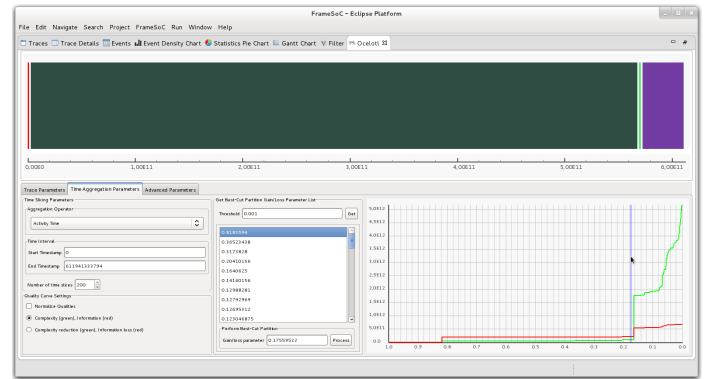 FrameSoC - Eclipse Platform
File Edit Navigate Search Project FrameSoC Run Window Help
Traces Trace Details Events Event Density Chart Statistics Pie Chart Gantt Chart Filter Ocelotl
0,00E0 1,00E11 2,00E11 3,00E11 4,00E11 5,00E11 6,00E11
Trace Parameters Time Aggregation Parameters Advanced Parameters
Time Slicing Parameters
Aggregation Operator
Activity Time
Time Interval
Start Timestamp 0
End Timestamp 611941333794
Number of time slices 200
Quality Curve Settings
Normalize Qualities
Complexity (green), Information (red)
Complexity reduction (green), Information loss (red)
Get Best-Cut Partition Gain/Loss Parameter List
Threshold 0.001 Get
0.36523438
0.3173828
0.20410156
0.1640625
0.14160156
0.12988281
0.12792969
0.12695312
0.123046875
Perform Best-Cut Partition
Gain/loss parameter 0.17559522 Process
5,0E12
4,5E12
4,0E12
3,5E12
3,0E12
2,5E12
2,0E12
1,5E12
1,0E12
5,0E11
0.0
1.0 0.9 0.8 0.7 0.6 0.5 0.4 0.3 0.2 0.1 0.0